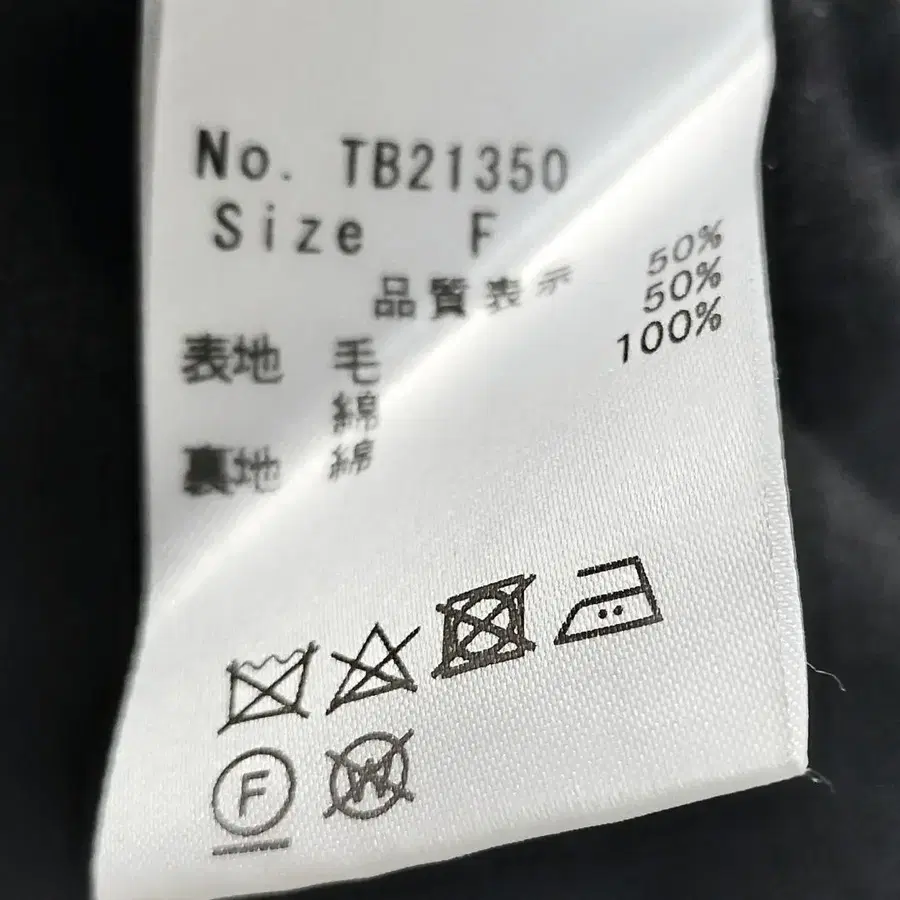 No. TB21350
Size F
品質表示
表地 毛 50%
綿 50%
裏地 綿 100%
F
W